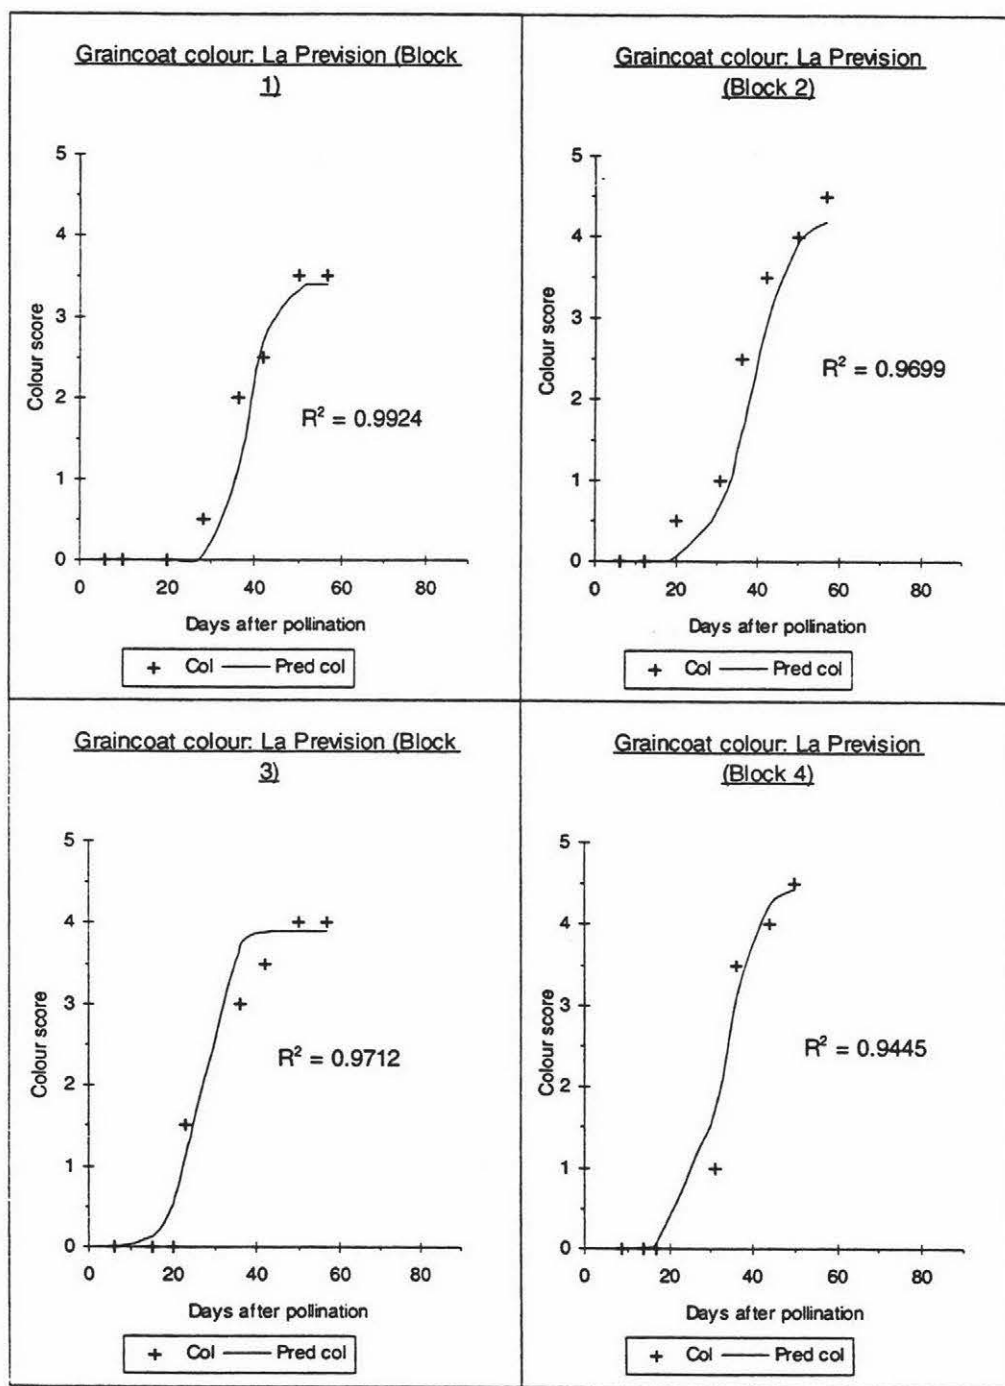 Graincoat colour: La Prevision (Block
1)
5
4
3
2
1
0
Colour score
R² = 0.9924
0 20 40 60 80
Days after pollination
+ Col —— Pred col
Graincoat colour: La Prevision
(Block 2)
5
4
3
2
1
0
Colour score
R² = 0.9699
0 20 40 60 80
Days after pollination
+ Col —— Pred col
Graincoat colour: La Prevision (Block
3)
5
4
3
2
1
0
Colour score
R² = 0.9712
0 20 40 60 80
Days after pollination
+ Col —— Pred col
Graincoat colour: La Prevision
(Block 4)
5
4
3
2
1
0
Colour score
R² = 0.9445
0 20 40 60 80
Days after pollination
+ Col —— Pred col